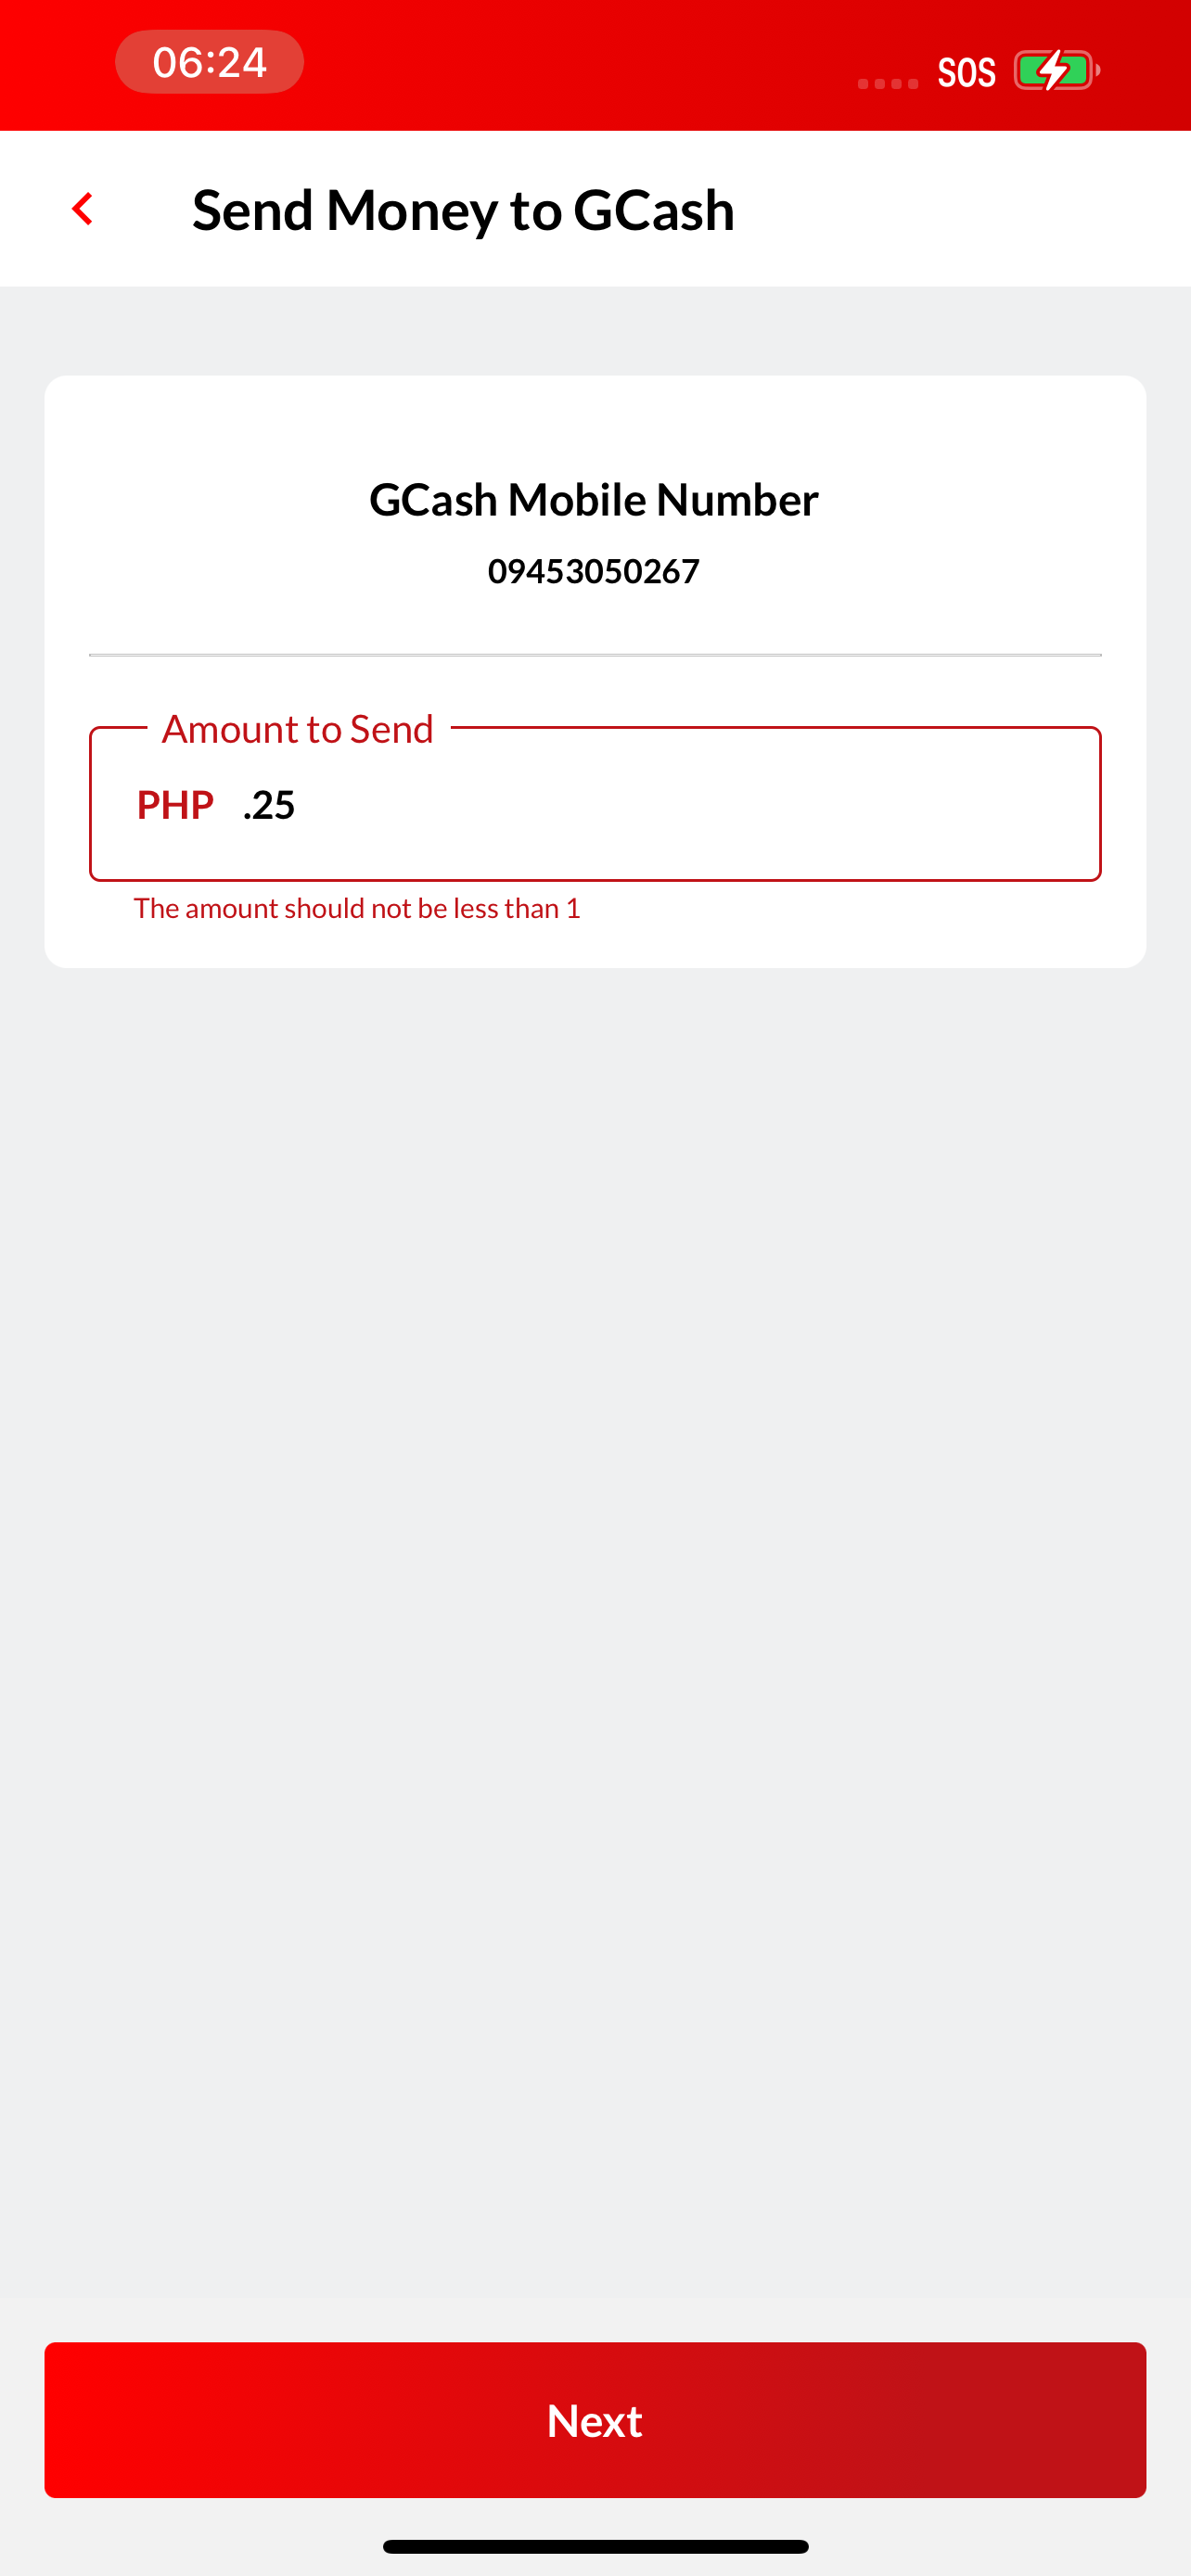 06:24
SOS
Send Money to GCash
GCash Mobile Number
09453050267
Amount to Send
PHP .25
The amount should not be less than 1
Next